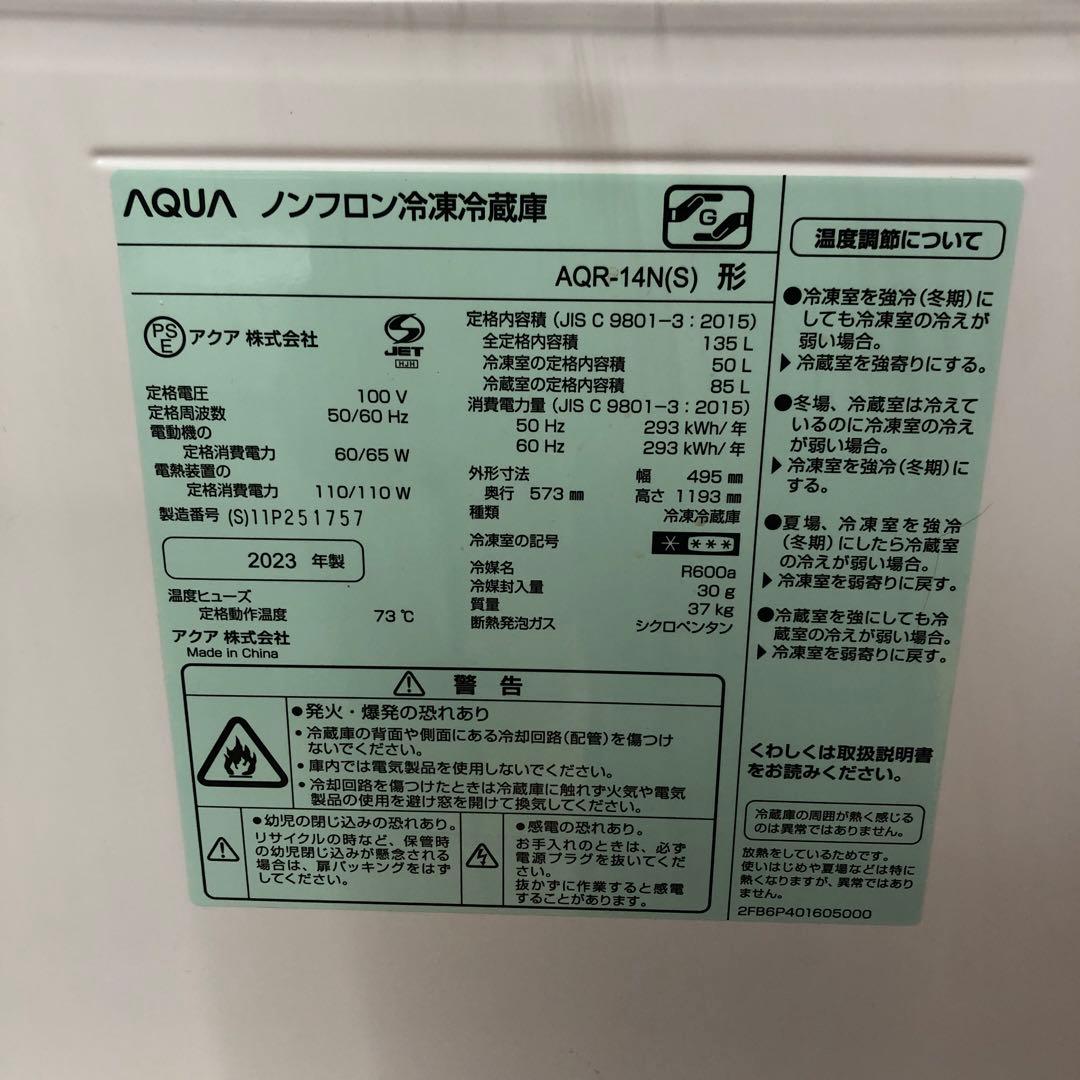 AQUA ノンフロン冷凍冷蔵庫
G
AQR-14N(S) 形
PS
E
アクア 株式会社
S
JET
HJH
定格電圧 100 V
定格周波数 50/60 Hz
電動機の
定格消費電力 60/65 W
電熱装置の
定格消費電力 110/110 W
製造番号 (S)11P251757
2023 年製
温度ヒューズ
定格動作温度 73 ℃
アクア 株式会社
Made in China
定格内容積 (JIS C 9801-3 : 2015)
全定格内容積 135 L
冷凍室の定格内容積 50 L
冷蔵室の定格内容積 85 L
消費電力量 (JIS C 9801-3 : 2015)
50 Hz 293 kWh/年
60 Hz 293 kWh/年
外形寸法 幅 495 ㎜
奥行 573 ㎜ 高さ 1193 ㎜
種類 冷凍冷蔵庫
冷凍室の記号 * ***
冷媒名 R600a
冷媒封入量 30 g
質量 37 kg
断熱発泡ガス シクロペンタン
⚠ 警告
●発火・爆発の恐れあり
・冷蔵庫の背面や側面にある冷却回路(配管)を傷つけ
ないでください。
・庫内では電気製品を使用しないでください。
・冷却回路を傷つけたときは冷蔵庫に触れず火気や電気
製品の使用を避け窓を開けて換気してください。
●幼児の閉じ込みの恐れあり。
リサイクルの時など、保管時
の幼児閉じ込みが懸念される
場合は、扉パッキングをはず
してください。
●感電の恐れあり。
お手入れのときは、必ず
電源プラグを抜いてくだ
さい。
抜かずに作業すると感電
することがあります。
温度調節について
●冷凍室を強冷(冬期)に
しても冷凍室の冷えが
弱い場合。
▶冷蔵室を強寄りにする。
●冬場、冷蔵室は冷えて
いるのに冷凍室の冷え
が弱い場合。
▶冷凍室を強冷(冬期)に
する。
●夏場、冷凍室を強冷
(冬期)にしたら冷蔵室
の冷えが弱い場合。
▶冷凍室を弱寄りに戻す。
●冷蔵室を強にしても冷
蔵室の冷えが弱い場合。
▶冷凍室を弱寄りに戻す。
くわしくは取扱説明書
をお読みください。
冷蔵庫の周囲が熱く感じる
のは異常ではありません。
放熱をしているためです。
使いはじめや夏場などは特に
熱くなりますが、異常ではあり
ません。
2FB6P401605000